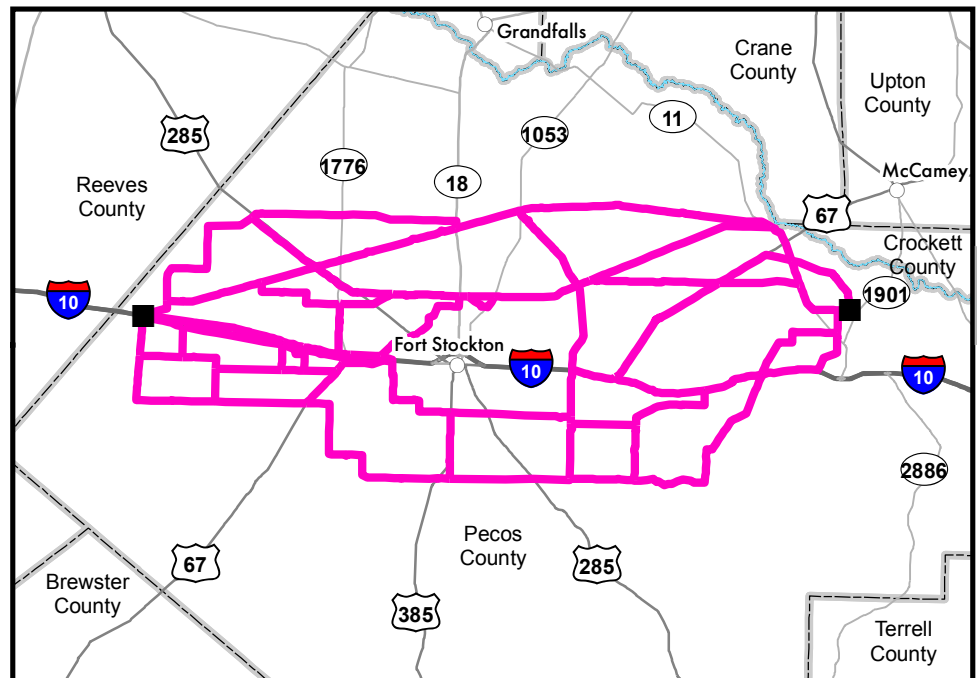 Grandfalls
Crane
County
Upton
County
285
11
1053
1776
18
McCamey
Reeves
County
67
Crockett
County
10
1901
Fort Stockton
10
10
2886
Pecos
County
67
285
Brewster
County
385
Terrell
County